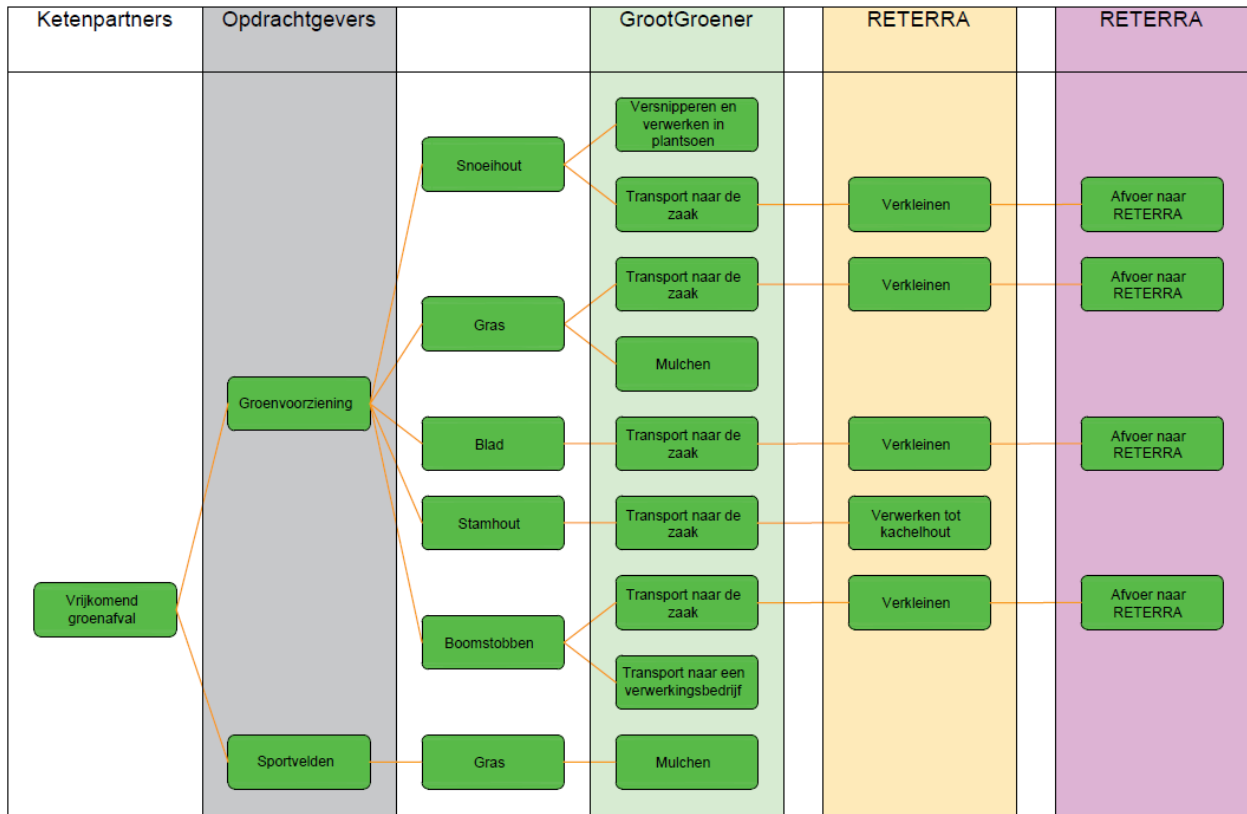 Ketenpartners
Opdrachtgevers
GrootGroener
RETERRA
RETERRA
Versnipperen en
verwerken in
plantsoen
Snoeihout
Transport naar de
zaak
Verkleinen
Afvoer naar
RETERRA
Transport naar de
zaak
Verkleinen
Afvoer naar
RETERRA
Gras
Mulchen
Groenvoorziening
Blad
Transport naar de
zaak
Verkleinen
Afvoer naar
RETERRA
Stamhout
Transport naar de
zaak
Verwerken tot
kachelhout
Vrijkomend
groenafval
Transport naar de
zaak
Verkleinen
Afvoer naar
RETERRA
Boomstobben
Transport naar een
verwerkingsbedrijf
Sportvelden
Gras
Mulchen